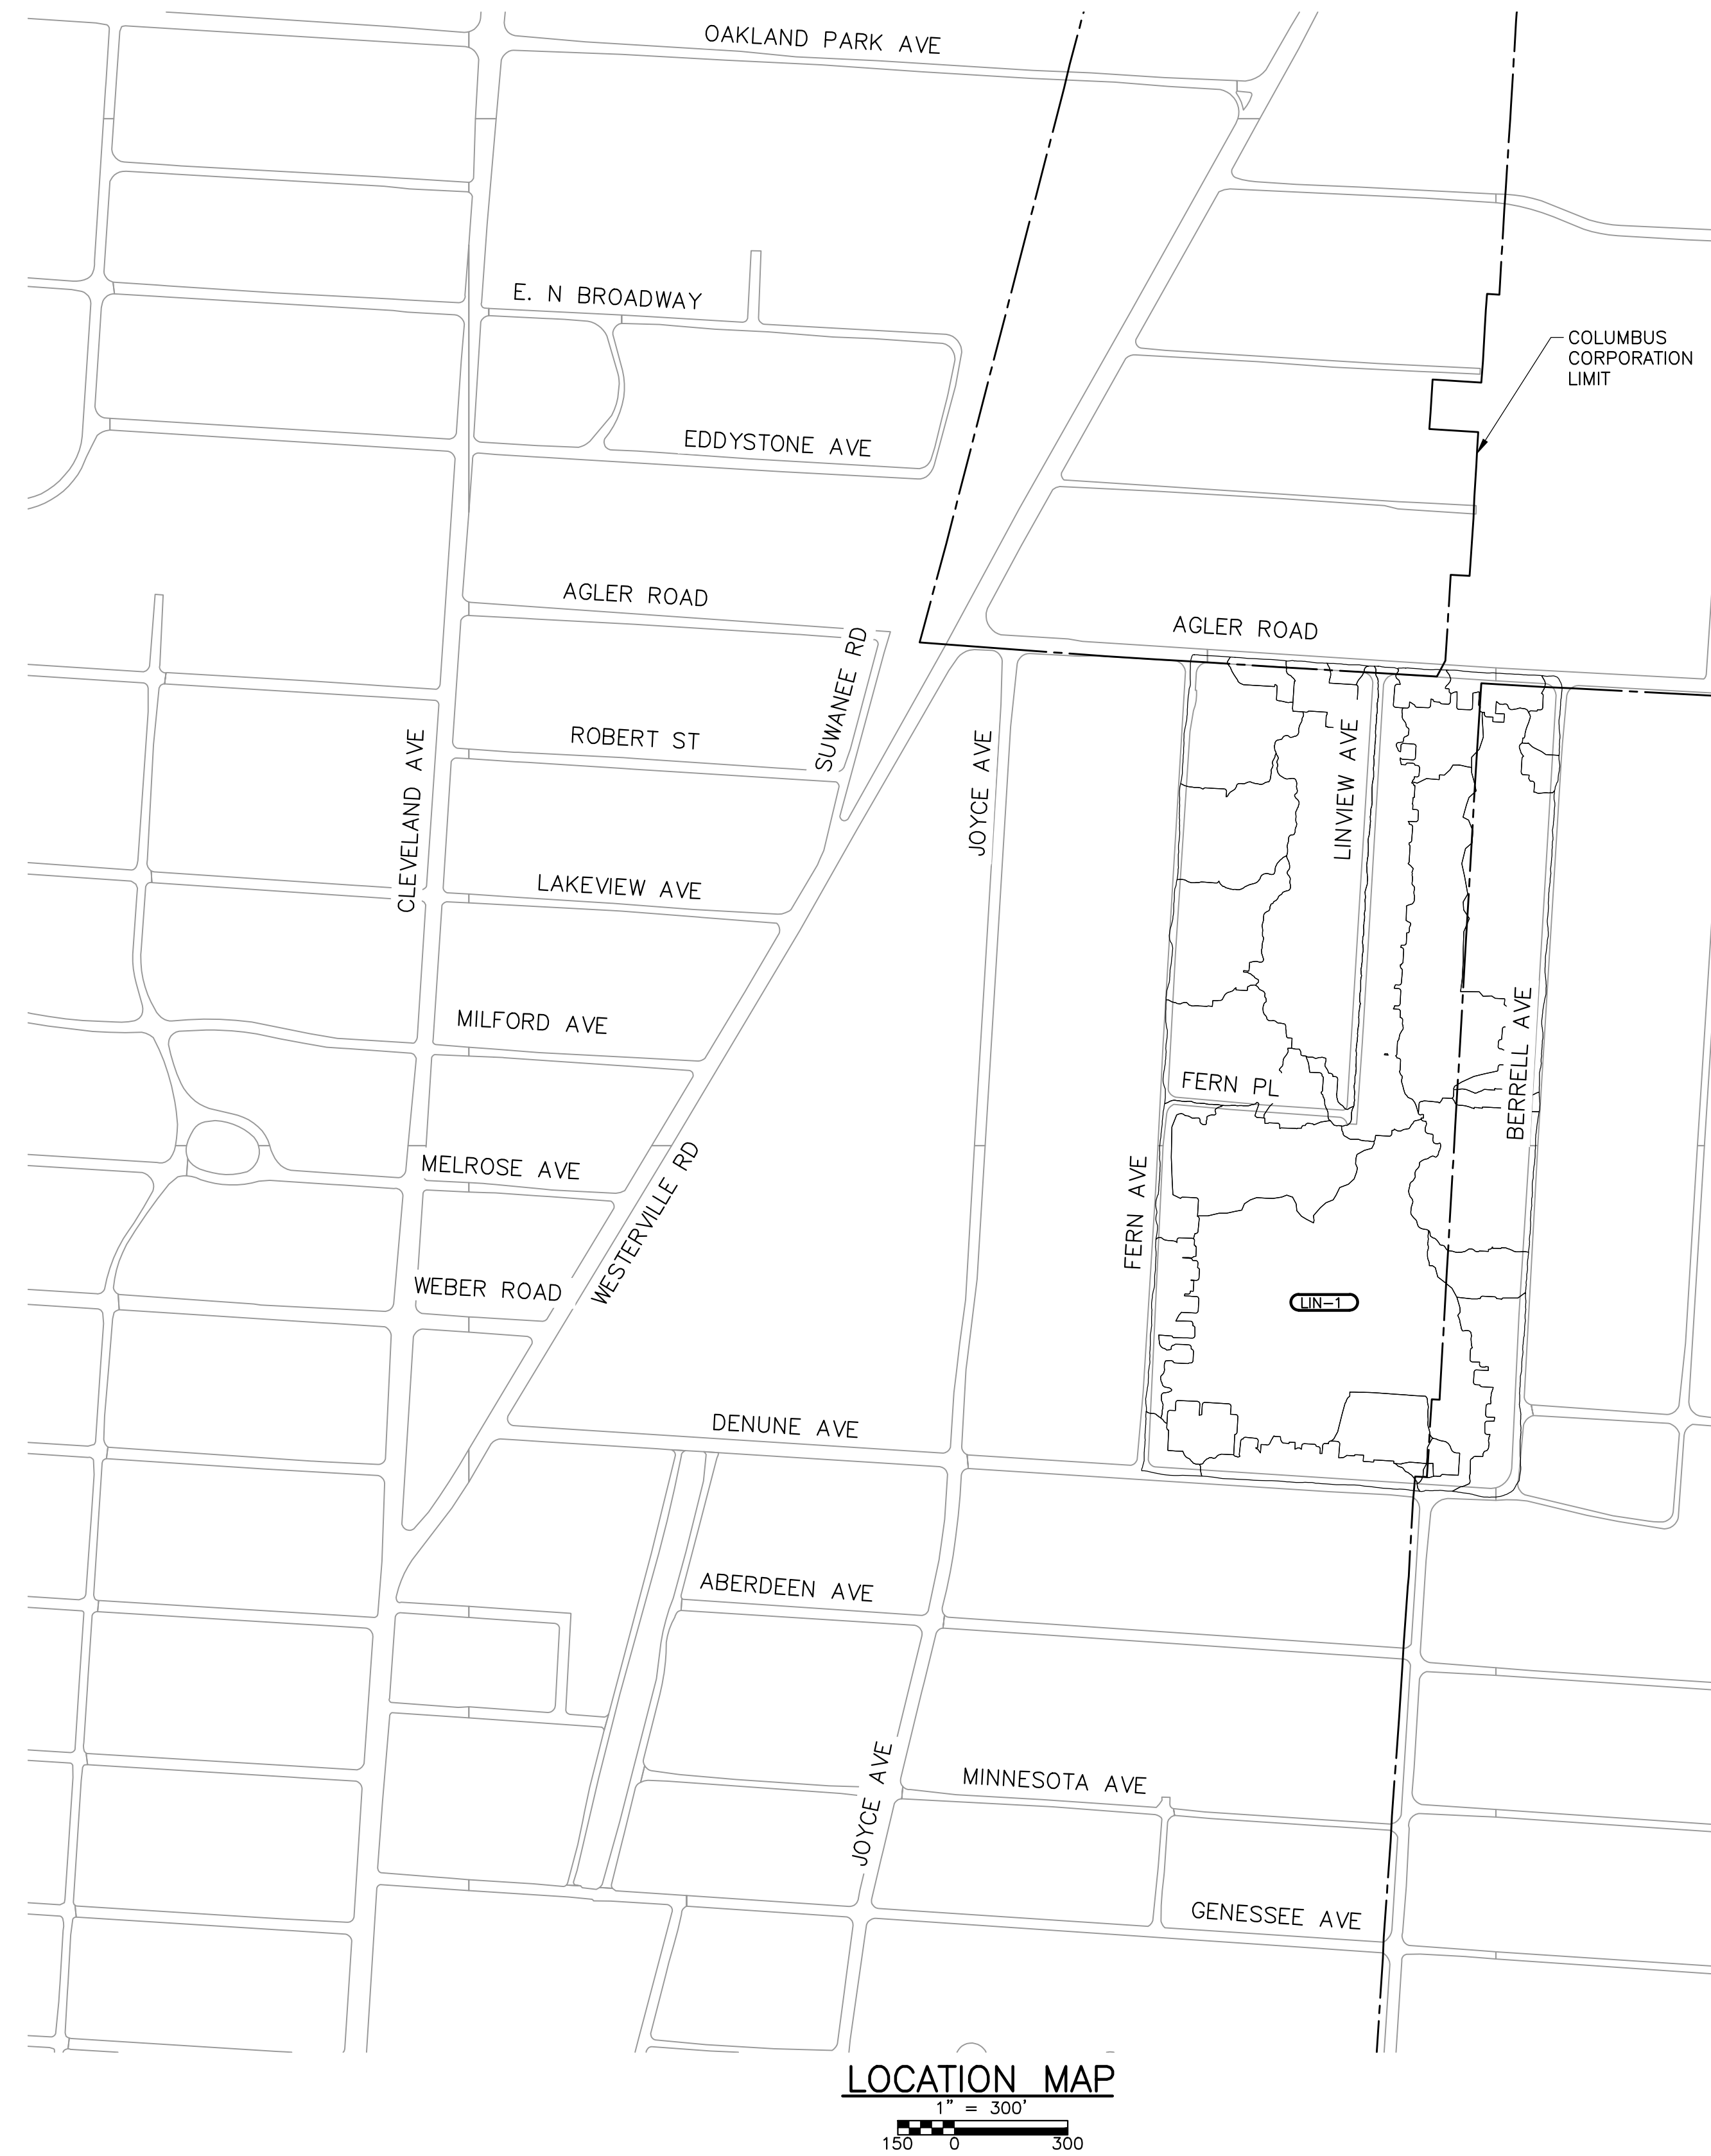 OAKLAND PARK AVE
E. N BROADWAY
COLUMBUS
CORPORATION
LIMIT
EDDYSTONE AVE
AGLER ROAD
AGLER ROAD
SUWANEE RD
ROBERT ST
CLEVELAND AVE
JOYCE AVE
LINVIEW AVE
LAKEVIEW AVE
MILFORD AVE
BERRELL AVE
FERN PL
MELROSE AVE
WESTERVILLE RD
FERN AVE
WEBER ROAD
LIN-1
DENUNE AVE
ABERDEEN AVE
JOYCE AVE
MINNESOTA AVE
GENESSEE AVE
LOCATION MAP
1" = 300'
150 0 300